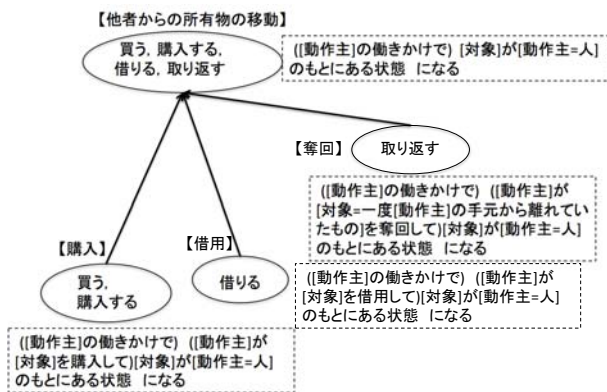 【他者からの所有物の移動】
買う, 購入する,
借りる, 取り返す
([動作主]の働きかけで) [対象]が[動作主=人]
のもとにある状態 になる
【奪回】
取り返す
([動作主]の働きかけで) ([動作主]が
[対象=一度[動作主]の手元から離れてい
たもの]を奪回して)[対象]が[動作主=人]
のもとにある状態 になる
【購入】
買う,
購入する
【借用】
借りる
([動作主]の働きかけで) ([動作主]が
[対象]を借用して)[対象]が[動作主=人]
のもとにある状態 になる
([動作主]の働きかけで) ([動作主]が
[対象]を購入して)[対象]が[動作主=人]
のもとにある状態 になる